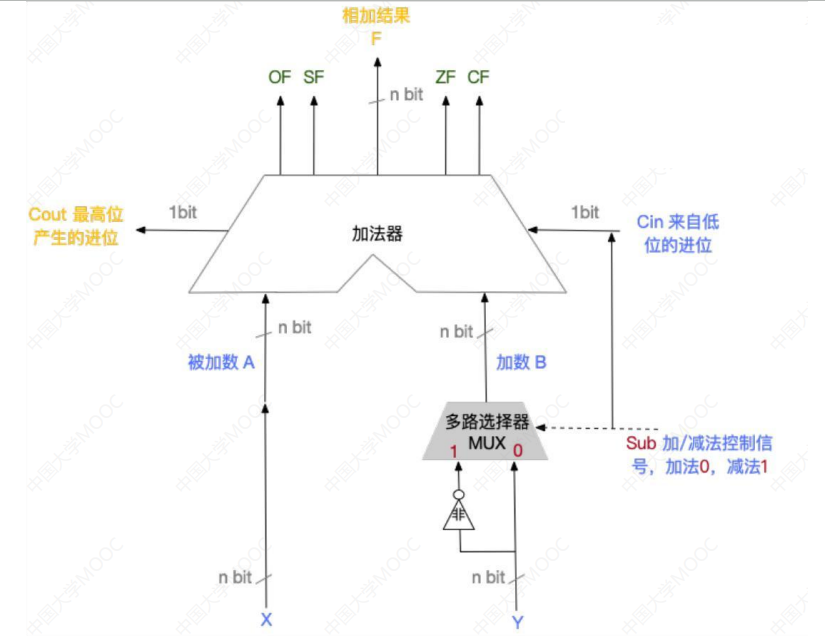 相加结果
F
OF SF
ZF CF
n bit
Cout 最高位
产生的进位
1bit
加法器
1bit
Cin 来自低
位的进位
n bit
被加数 A
n bit
加数 B
多路选择器
MUX
1
0
Sub 加/减法控制信
号，加法0，减法1
非
n bit
X
n bit
Y
中国大学MOOC